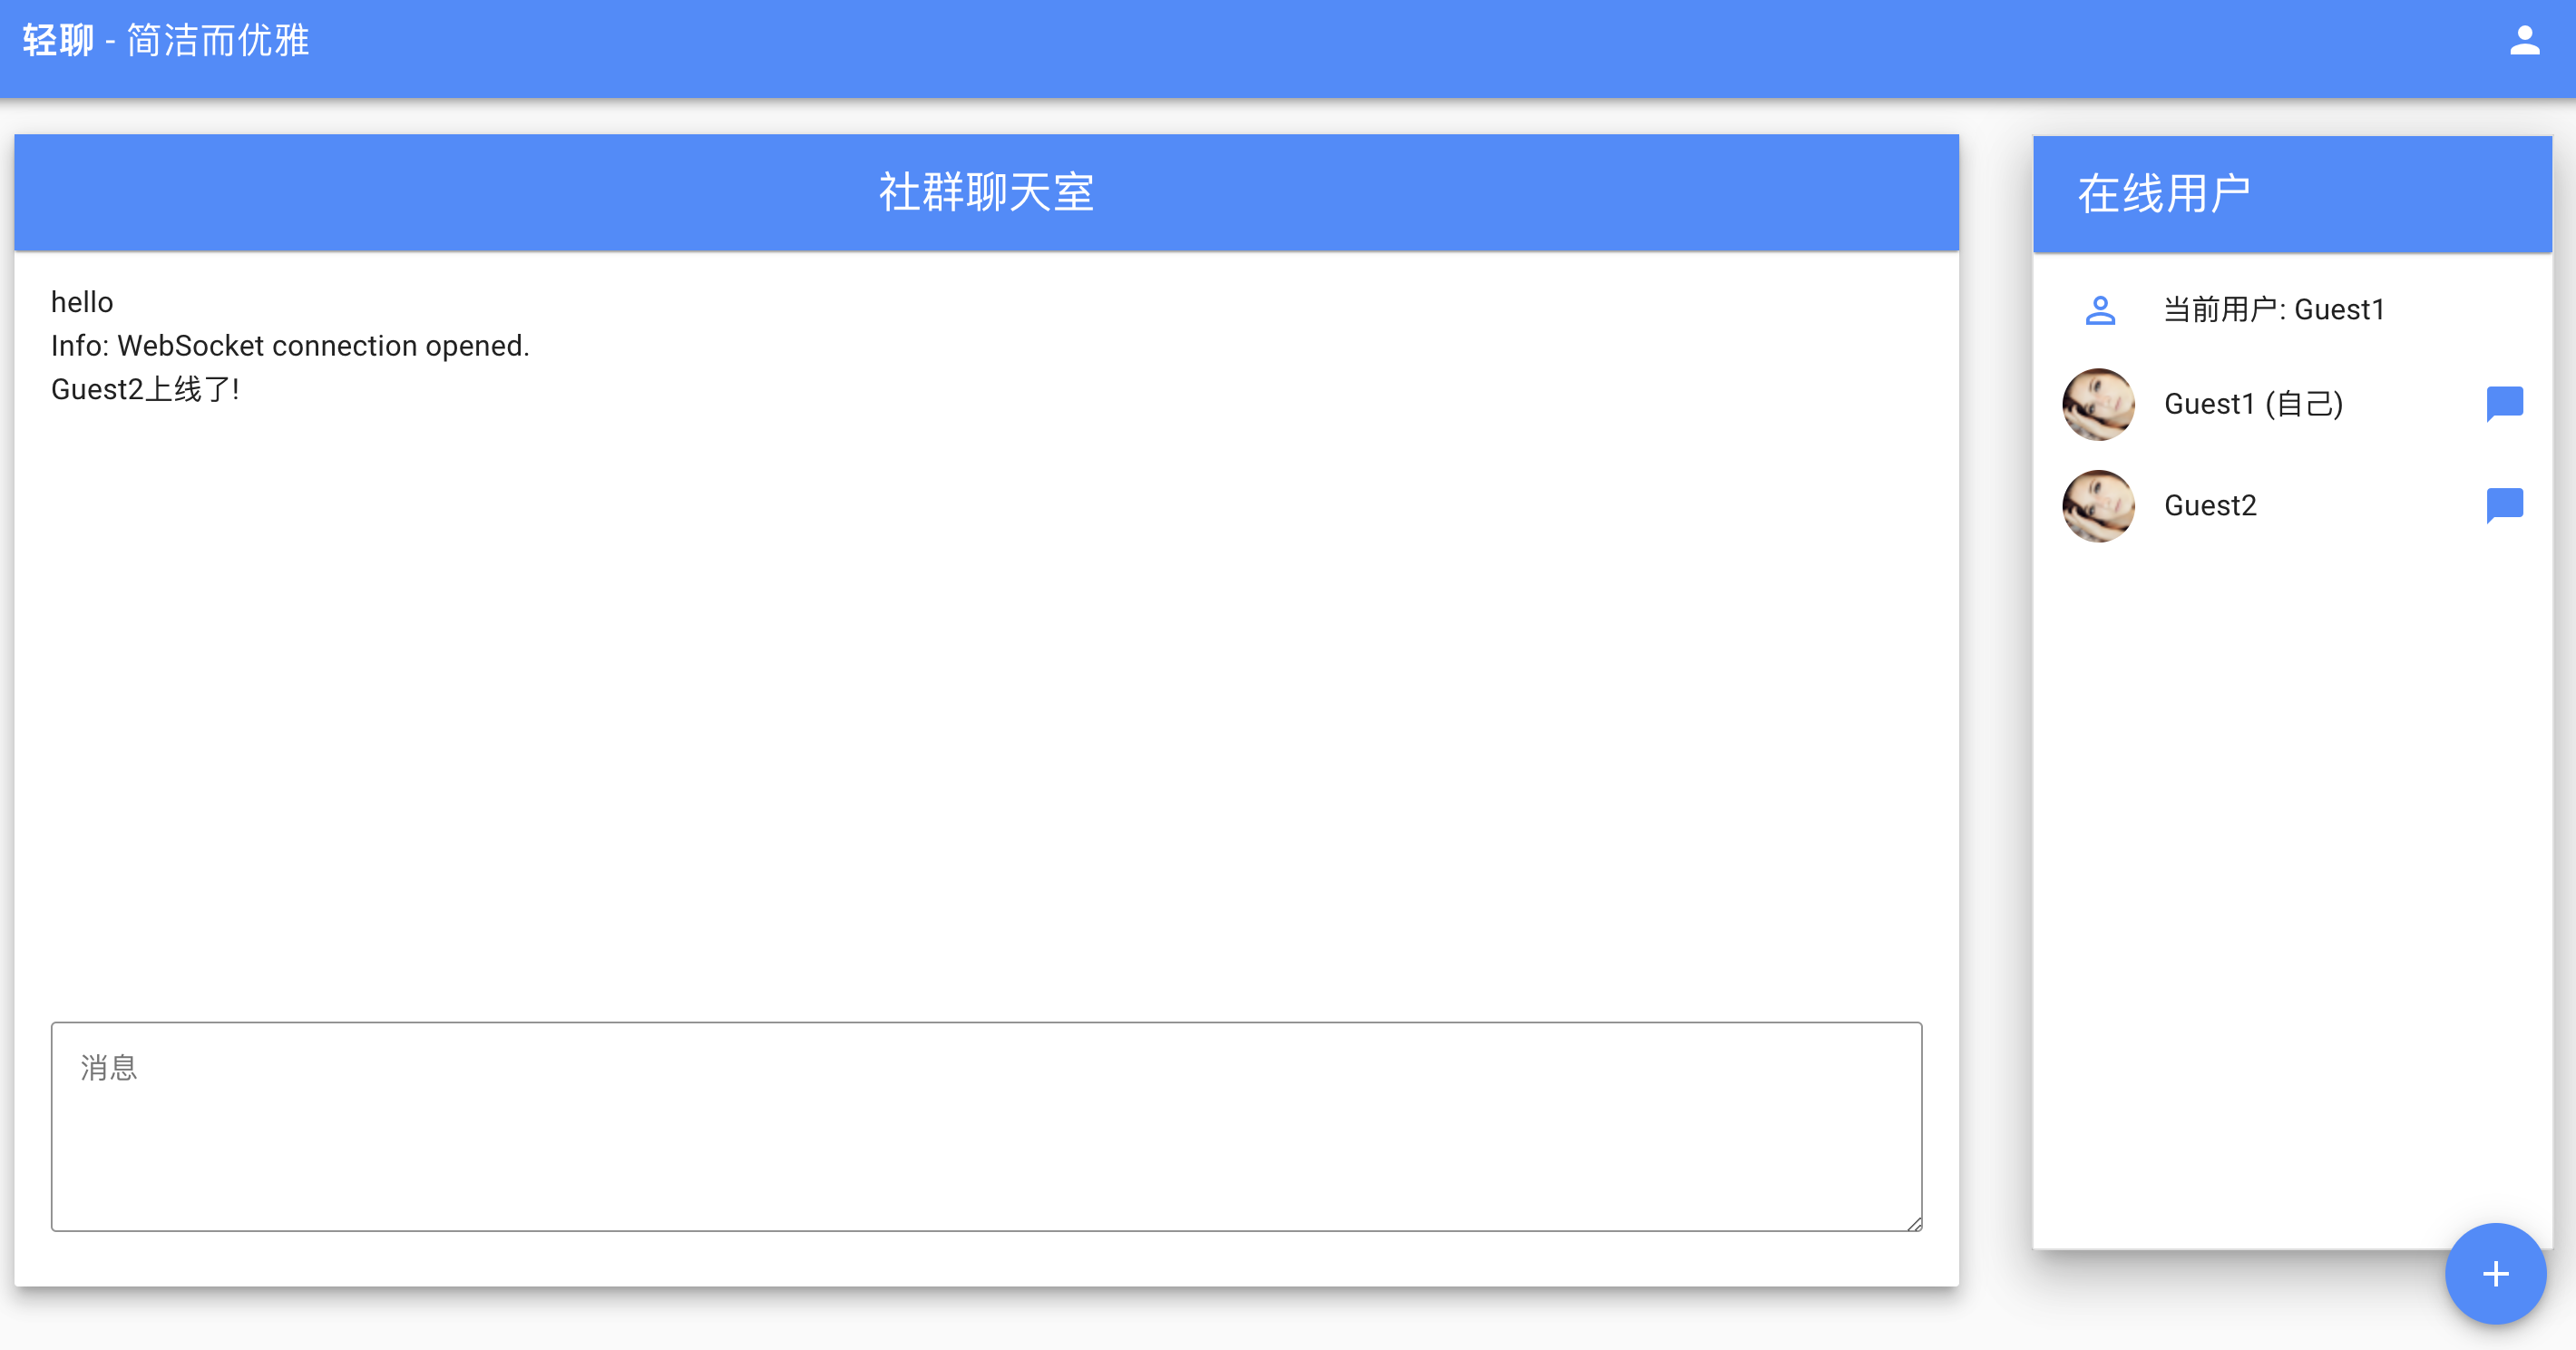 轻聊 - 简洁而优雅
社群聊天室
hello
Info: WebSocket connection opened.
Guest2上线了!
消息
在线用户
当前用户: Guest1
Guest1 (自己)
Guest2